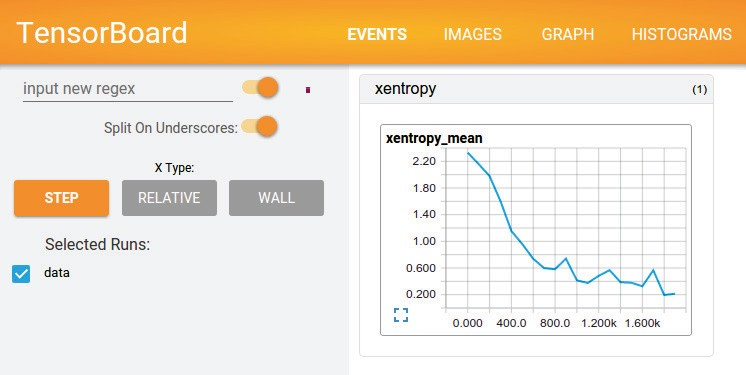 TensorBoard
EVENTS IMAGES GRAPH HISTOGRAMS
input new regex
Split On Underscores:
X Type:
STEP RELATIVE WALL
Selected Runs:
data
xentropy (1)
xentropy_mean
2.20
1.80
1.40
1.00
0.600
0.200
0.000 400.0 800.0 1.200k 1.600k